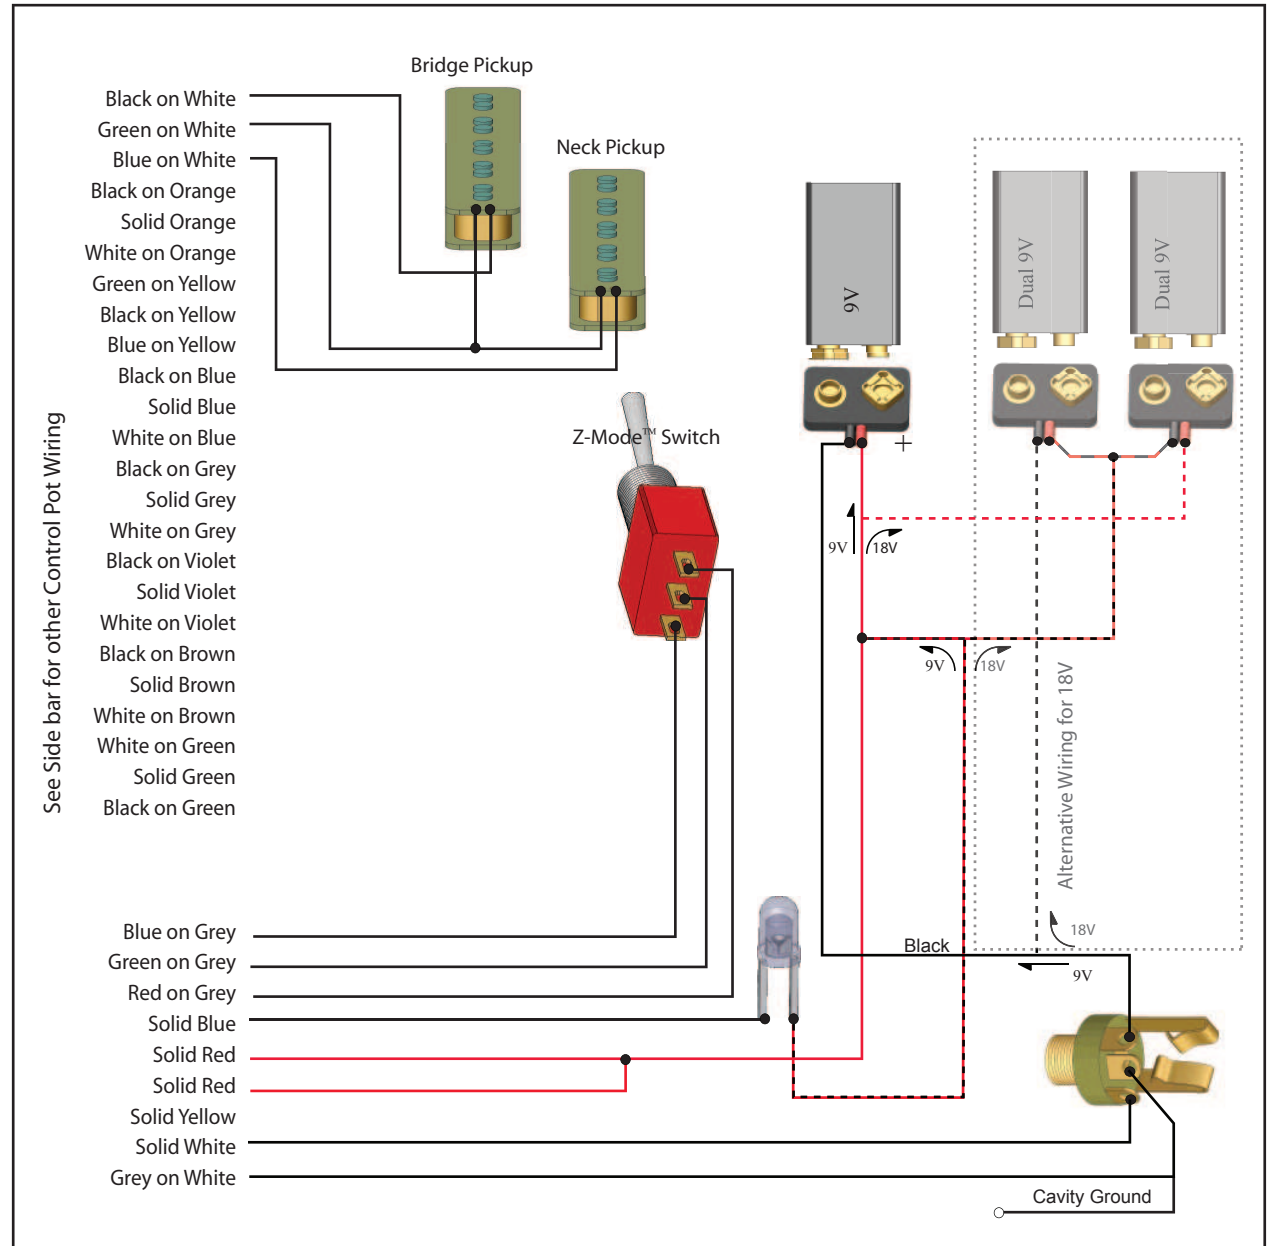 Bridge Pickup
Neck Pickup
Black on White
Green on White
Blue on White
Black on Orange
Solid Orange
White on Orange
Green on Yellow
Black on Yellow
Blue on Yellow
Black on Blue
Solid Blue
White on Blue
Black on Grey
Solid Grey
White on Grey
Black on Violet
Solid Violet
White on Violet
Black on Brown
Solid Brown
White on Brown
White on Green
Solid Green
Black on Green
See Side bar for other Control Pot Wiring
Blue on Grey
Green on Grey
Red on Grey
Solid Blue
Solid Red
Solid Red
Solid Yellow
Solid White
Grey on White
Z-Mode™ Switch
9V
Dual 9V
Dual 9V
+
9V
18V
9V
18V
Alternative Wiring for 18V
18V
Black
9V
Cavity Ground